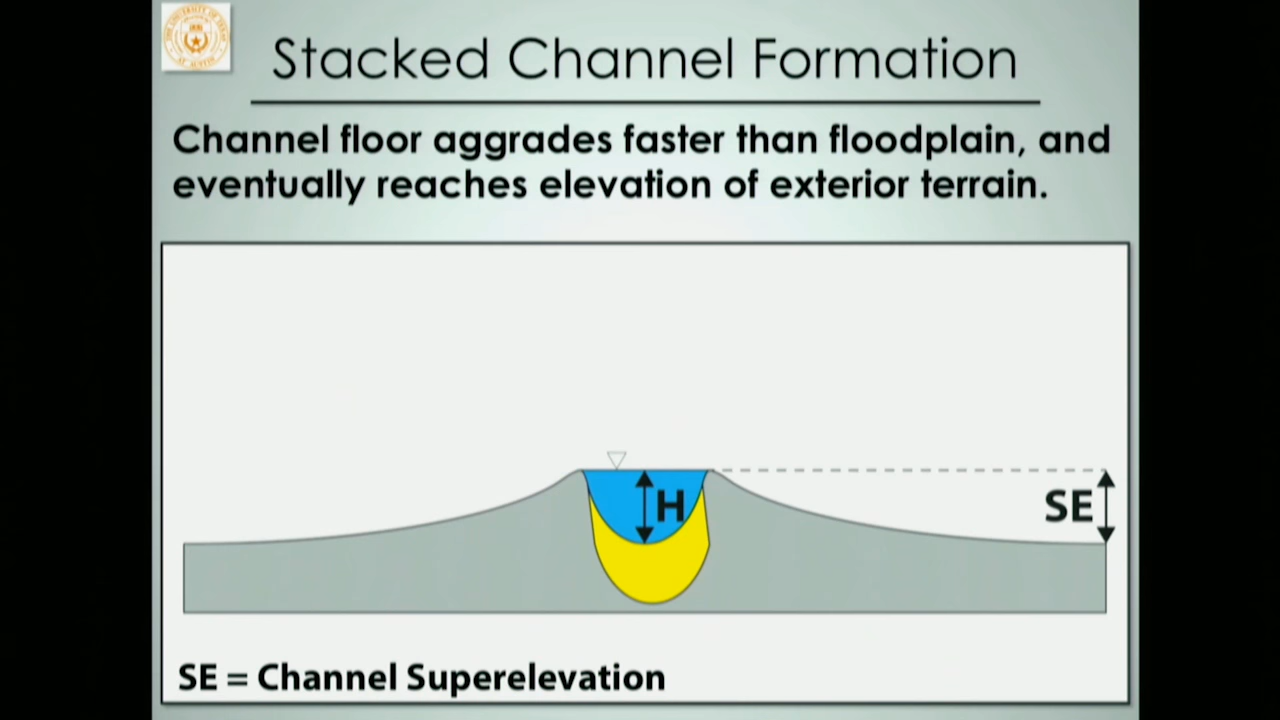 Stacked Channel Formation
Channel floor aggrades faster than floodplain, and
eventually reaches elevation of exterior terrain.
H
SE
SE = Channel Superelevation